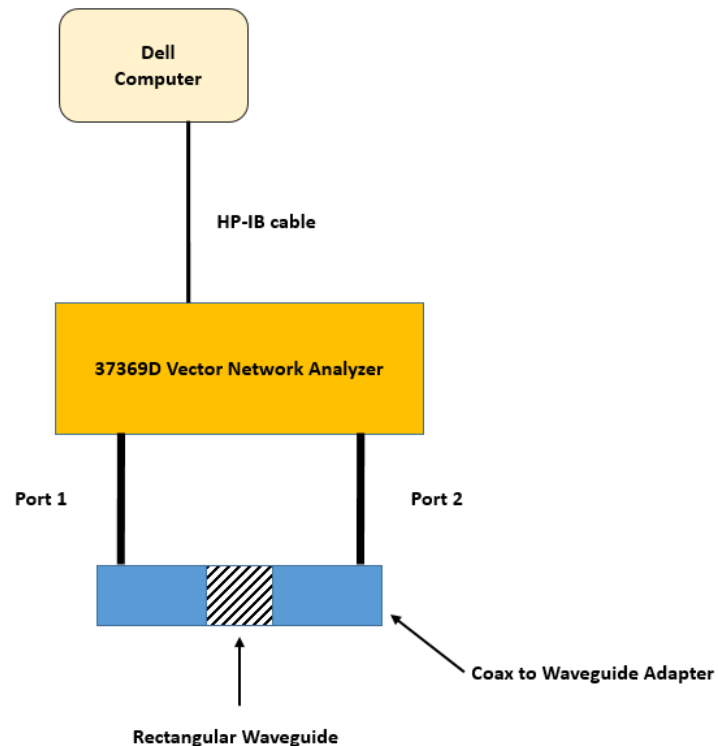 Dell
Computer
HP-IB cable
37369D Vector Network Analyzer
Port 1
Port 2
Coax to Waveguide Adapter
Rectangular Waveguide